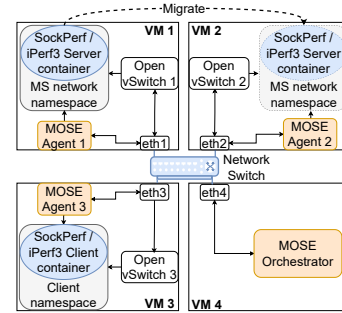 Migrate
VM 1
SockPerf /
iPerf3 Server
container
MS network
namespace
Open
vSwitch 1
MOSE
Agent 1
eth1
VM 2
Open
vSwitch 2
SockPerf /
iPerf3 Server
container
MS network
namespace
eth2
MOSE
Agent 2
Network
Switch
MOSE
Agent 3
eth3
SockPerf /
iPerf3 Client
container
Client
namespace
Open
vSwitch 3
VM 3
eth4
MOSE
Orchestrator
VM 4